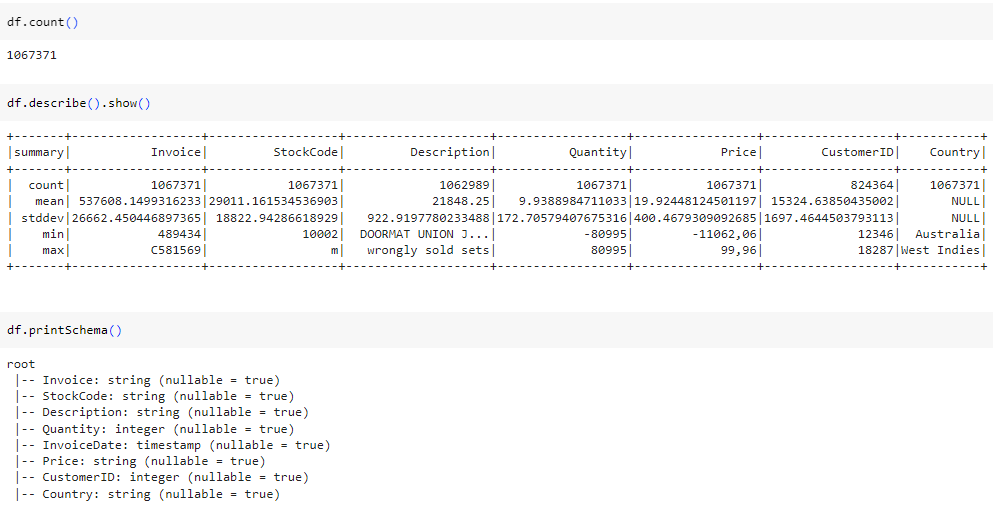 df.count()
1067371
df.describe().show()
+-------+------------------+------------------+--------------------+------------------+-----------------+------------------+-----------+
|summary|           Invoice|         StockCode|         Description|          Quantity|            Price|        CustomerID|    Country|
+-------+------------------+------------------+--------------------+------------------+-----------------+------------------+-----------+
|  count|           1067371|           1067371|             1062989|           1067371|          1067371|            824364|    1067371|
|   mean| 537608.1499316233|29011.161534536903|            21848.25|  9.9388984711033|19.92448124501197| 15324.63850435002|       NULL|
| stddev|26662.450446897365| 18822.94286618929|   922.9197780233488|172.70579407675316|400.4679309092685|1697.4644503793113|       NULL|
|    min|            489434|             10002|  DOORMAT UNION J...|            -80995|        -11062,06|             12346|  Australia|
|    max|           C581569|                 m|   wrongly sold sets|             80995|            99,96|             18287|West Indies|
+-------+------------------+------------------+--------------------+------------------+-----------------+------------------+-----------+
df.printSchema()
root
 |-- Invoice: string (nullable = true)
 |-- StockCode: string (nullable = true)
 |-- Description: string (nullable = true)
 |-- Quantity: integer (nullable = true)
 |-- InvoiceDate: timestamp (nullable = true)
 |-- Price: string (nullable = true)
 |-- CustomerID: integer (nullable = true)
 |-- Country: string (nullable = true)